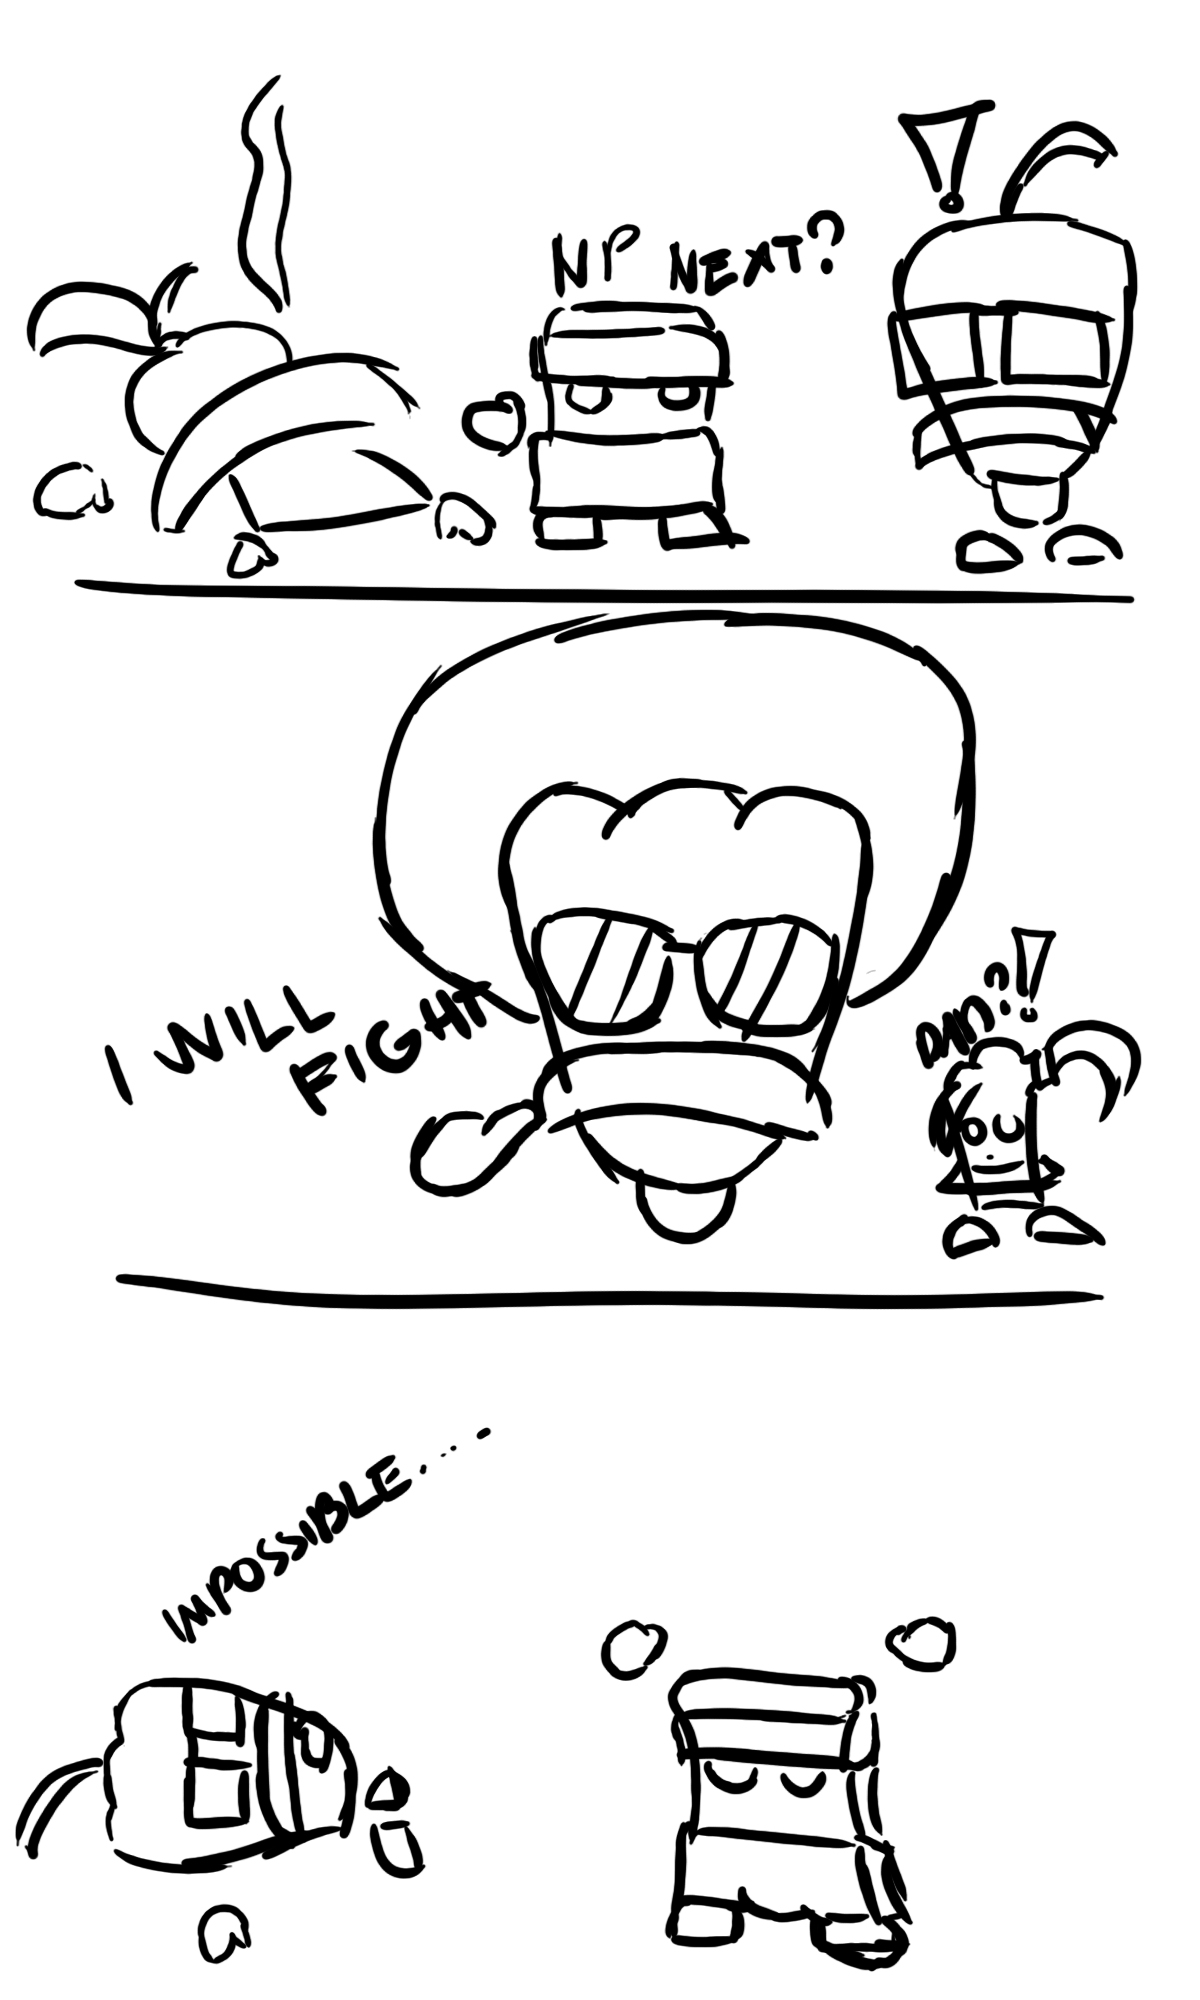 NP NEXT?
!
I WILL
FIGHT
DAD?!
IMPOSSIBLE....